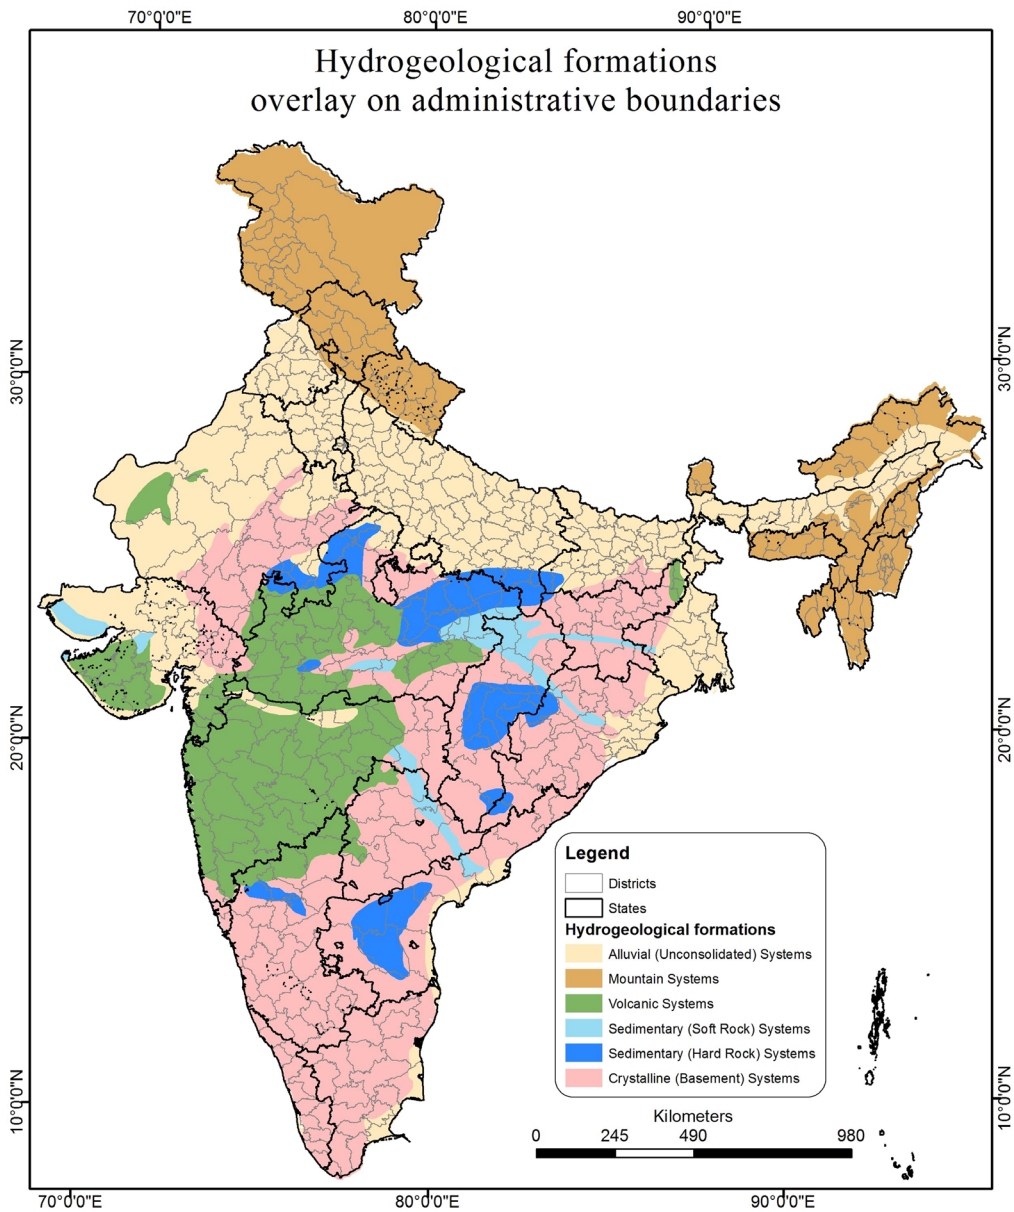 70°0'0"E 80°0'0"E 90°0'0"E
Hydrogeological formations
overlay on administrative boundaries
30°0'0"N 30°0'0"N
20°0'0"N 20°0'0"N
Legend
Districts
States
Hydrogeological formations
Alluvial (Unconsolidated) Systems
Mountain Systems
Volcanic Systems
Sedimentary (Soft Rock) Systems
Sedimentary (Hard Rock) Systems
Crystalline (Basement) Systems
10°0'0"N 10°0'0"N
Kilometers
0 245 490 980
70°0'0"E 80°0'0"E 90°0'0"E